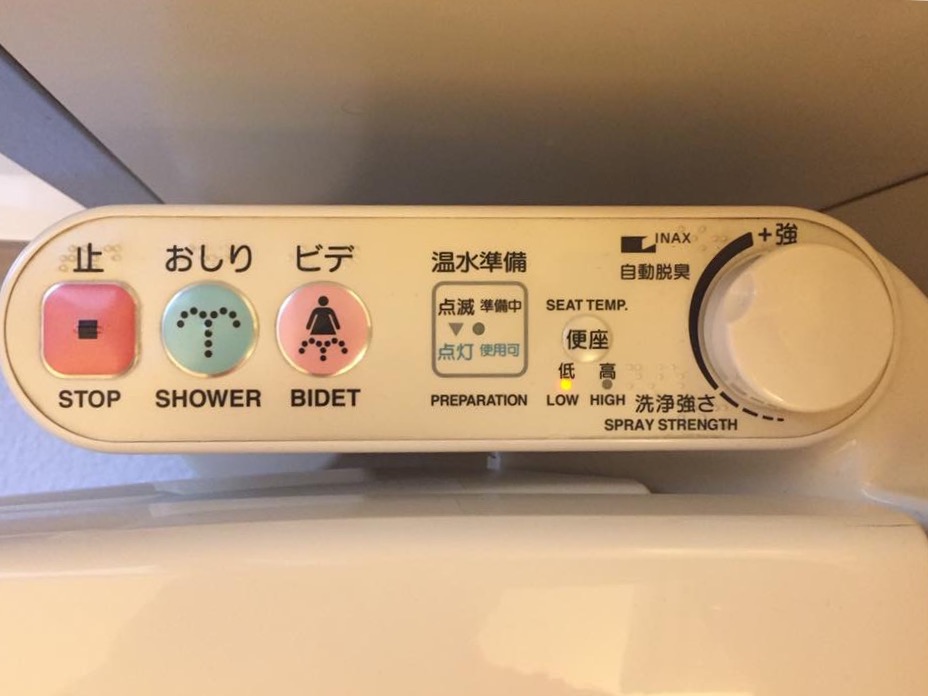 止
STOP
おしり
SHOWER
ビデ
BIDET
温水準備
点滅 準備中
点灯 使用可
PREPARATION
SEAT TEMP.
便座
低 高
LOW HIGH
INAX
自動脱臭
+強
洗浄強さ
SPRAY STRENGTH